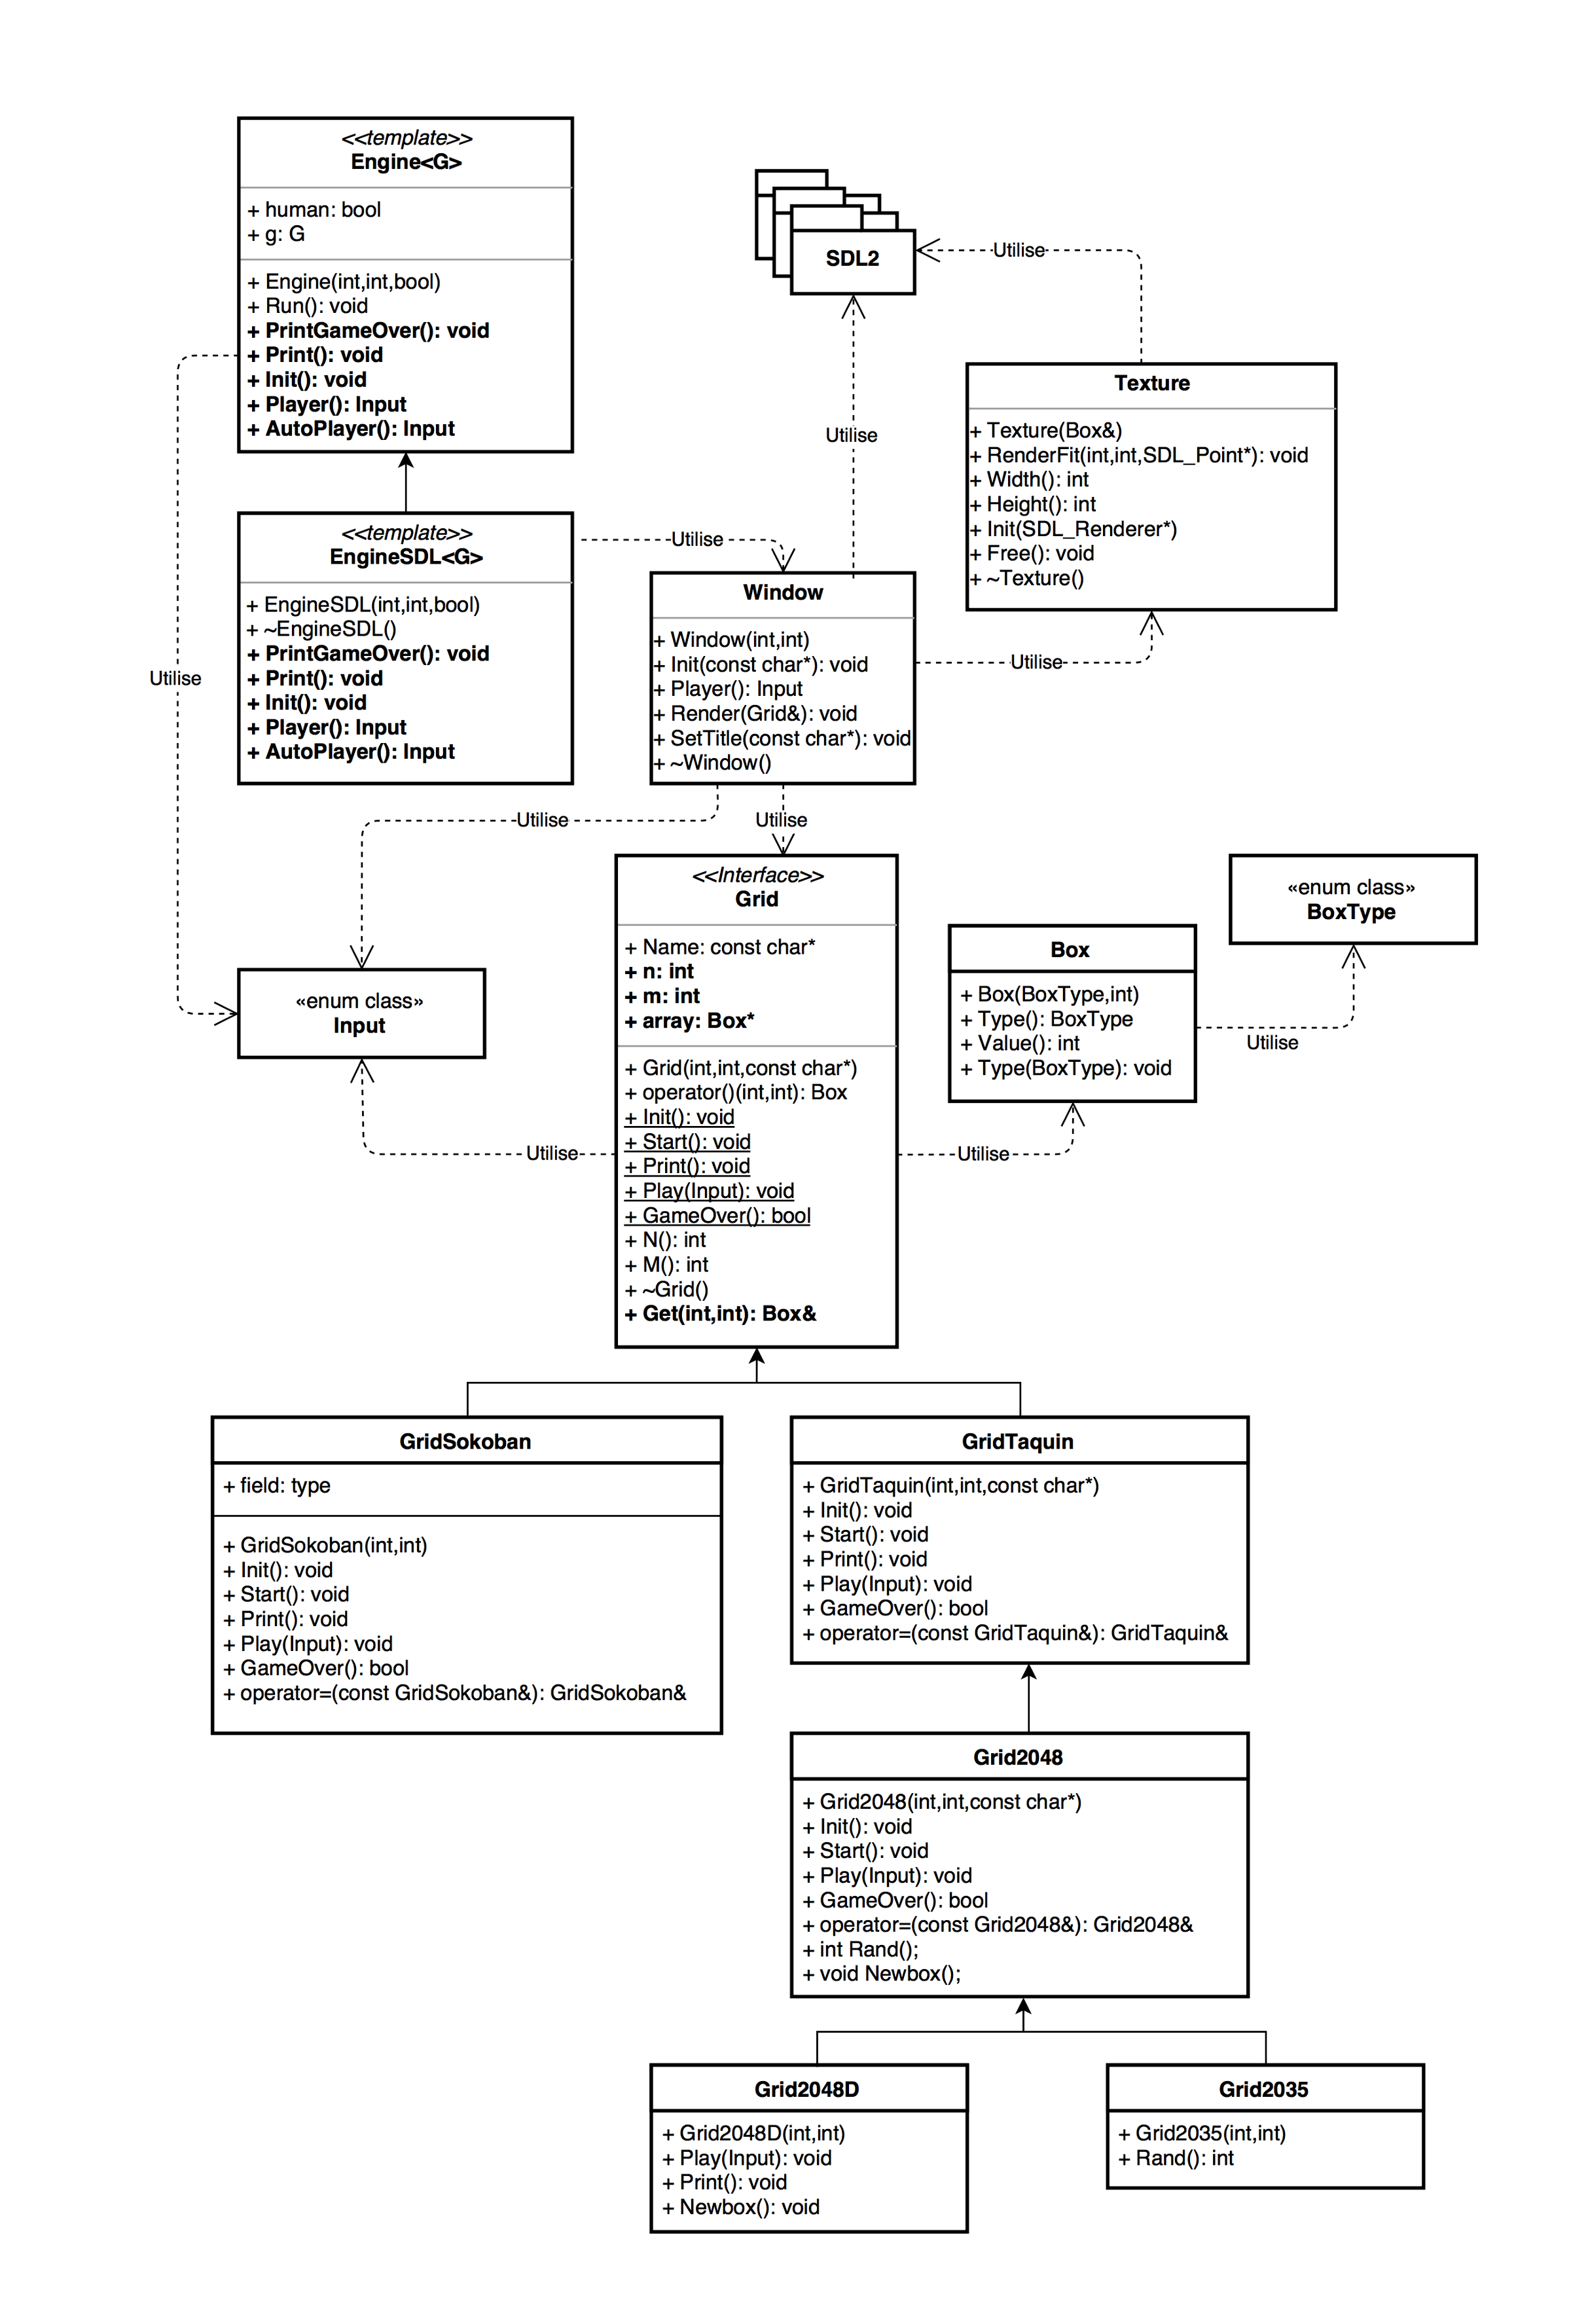 <<template>>
Engine<G>
+ human: bool
+ g: G
+ Engine(int,int,bool)
+ Run(): void
+ PrintGameOver(): void
+ Print(): void
+ Init(): void
+ Player(): Input
+ AutoPlayer(): Input
SDL2
Utilise
Utilise
Texture
+ Texture(Box&)
+ RenderFit(int,int,SDL_Point*): void
+ Width(): int
+ Height(): int
+ Init(SDL_Renderer*)
+ Free(): void
+ ~Texture()
<<template>>
EngineSDL<G>
+ EngineSDL(int,int,bool)
+ ~EngineSDL()
+ PrintGameOver(): void
+ Print(): void
+ Init(): void
+ Player(): Input
+ AutoPlayer(): Input
Utilise
Window
+ Window(int,int)
+ Init(const char*): void
+ Player(): Input
+ Render(Grid&): void
+ SetTitle(const char*): void
+ ~Window()
Utilise
Utilise
Utilise
Utilise
<<Interface>>
Grid
+ Name: const char*
+ n: int
+ m: int
+ array: Box*
+ Grid(int,int,const char*)
+ operator()(int,int): Box
+ Init(): void
+ Start(): void
+ Print(): void
+ Play(Input): void
+ GameOver(): bool
+ N(): int
+ M(): int
+ ~Grid()
+ Get(int,int): Box&
«enum class»
Input
Utilise
Utilise
Box
+ Box(BoxType,int)
+ Type(): BoxType
+ Value(): int
+ Type(BoxType): void
Utilise
«enum class»
BoxType
GridSokoban
+ field: type
+ GridSokoban(int,int)
+ Init(): void
+ Start(): void
+ Print(): void
+ Play(Input): void
+ GameOver(): bool
+ operator=(const GridSokoban&): GridSokoban&
GridTaquin
+ GridTaquin(int,int,const char*)
+ Init(): void
+ Start(): void
+ Print(): void
+ Play(Input): void
+ GameOver(): bool
+ operator=(const GridTaquin&): GridTaquin&
Grid2048
+ Grid2048(int,int,const char*)
+ Init(): void
+ Start(): void
+ Play(Input): void
+ GameOver(): bool
+ operator=(const Grid2048&): Grid2048&
+ int Rand();
+ void Newbox();
Grid2048D
+ Grid2048D(int,int)
+ Play(Input): void
+ Print(): void
+ Newbox(): void
Grid2035
+ Grid2035(int,int)
+ Rand(): int